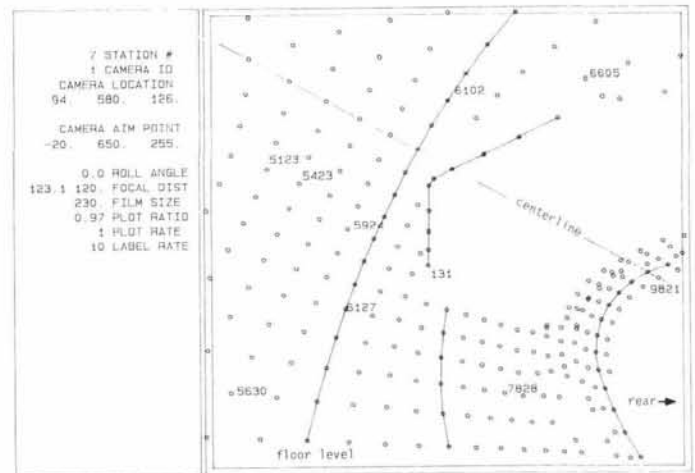 7 STATION #
1 CAMERA ID
CAMERA LOCATION
94. 580. 126.
CAMERA AIM POINT
-20. 650. 255.
0.0 ROLL ANGLE
123.1 120. FOCAL DIST
230. FILM SIZE
0.97 PLOT RATIO
1 PLOT RATE
10 LABEL RATE
6605
6102
5123
5423
5924
centerline
131
9821
6127
5630
7828
rear
floor level